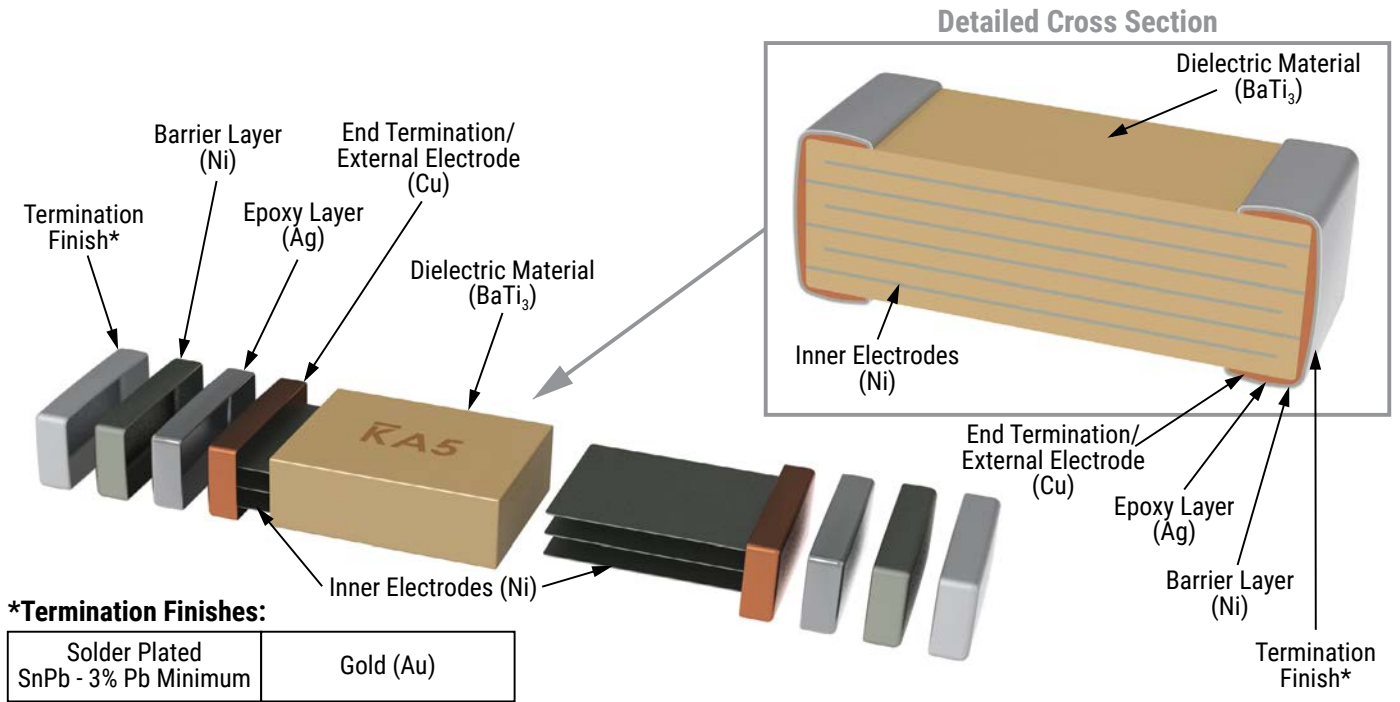 Detailed Cross Section
Dielectric Material
(BaTi₃)
Inner Electrodes
(Ni)
End Termination/
External Electrode
(Cu)
Epoxy Layer
(Ag)
Barrier Layer
(Ni)
Termination
Finish*
Termination
Finish*
Barrier Layer
(Ni)
Epoxy Layer
(Ag)
End Termination/
External Electrode
(Cu)
Dielectric Material
(BaTi₃)
KA5
Inner Electrodes (Ni)
*Termination Finishes:
Solder Plated
SnPb - 3% Pb Minimum
Gold (Au)